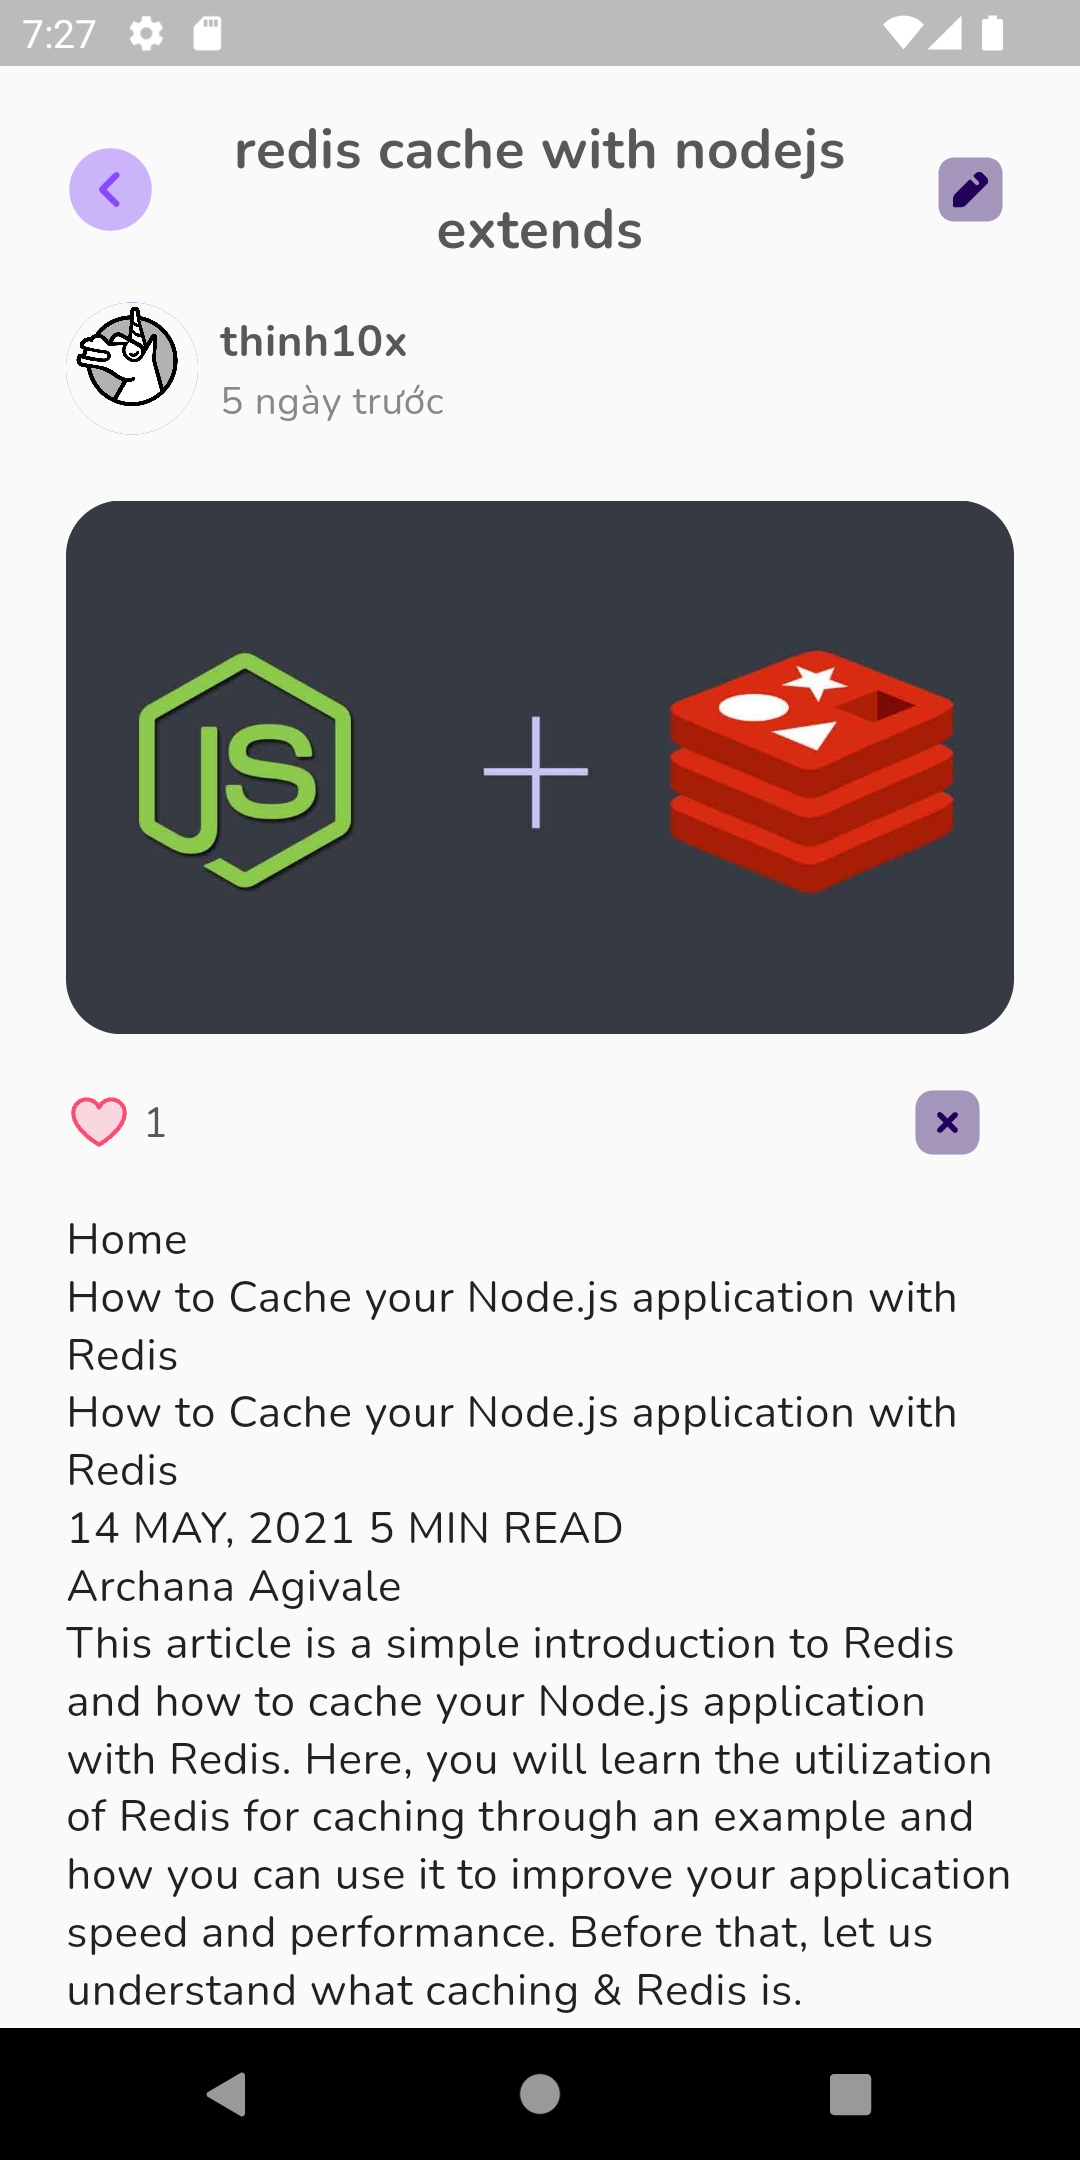 7:27
redis cache with nodejs
extends
thinh10x
5 ngày trước
JS
1
Home
How to Cache your Node.js application with
Redis
How to Cache your Node.js application with
Redis
14 MAY, 2021 5 MIN READ
Archana Agivale
This article is a simple introduction to Redis
and how to cache your Node.js application
with Redis. Here, you will learn the utilization
of Redis for caching through an example and
how you can use it to improve your application
speed and performance. Before that, let us
understand what caching & Redis is.